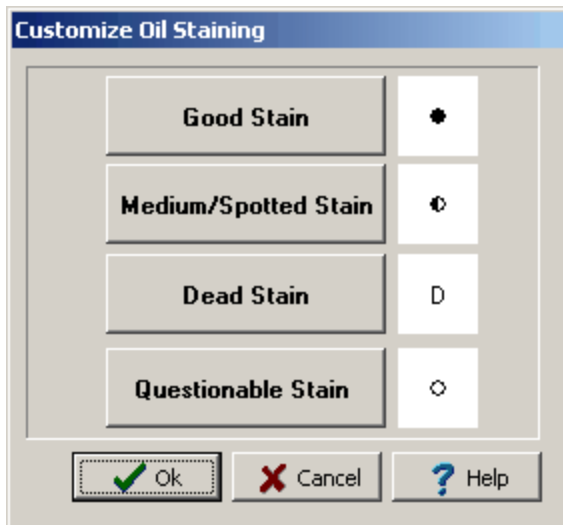 Customize Oil Staining
Good Stain
Medium/Spotted Stain
Dead Stain
D
Questionable Stain
Ok
Cancel
Help